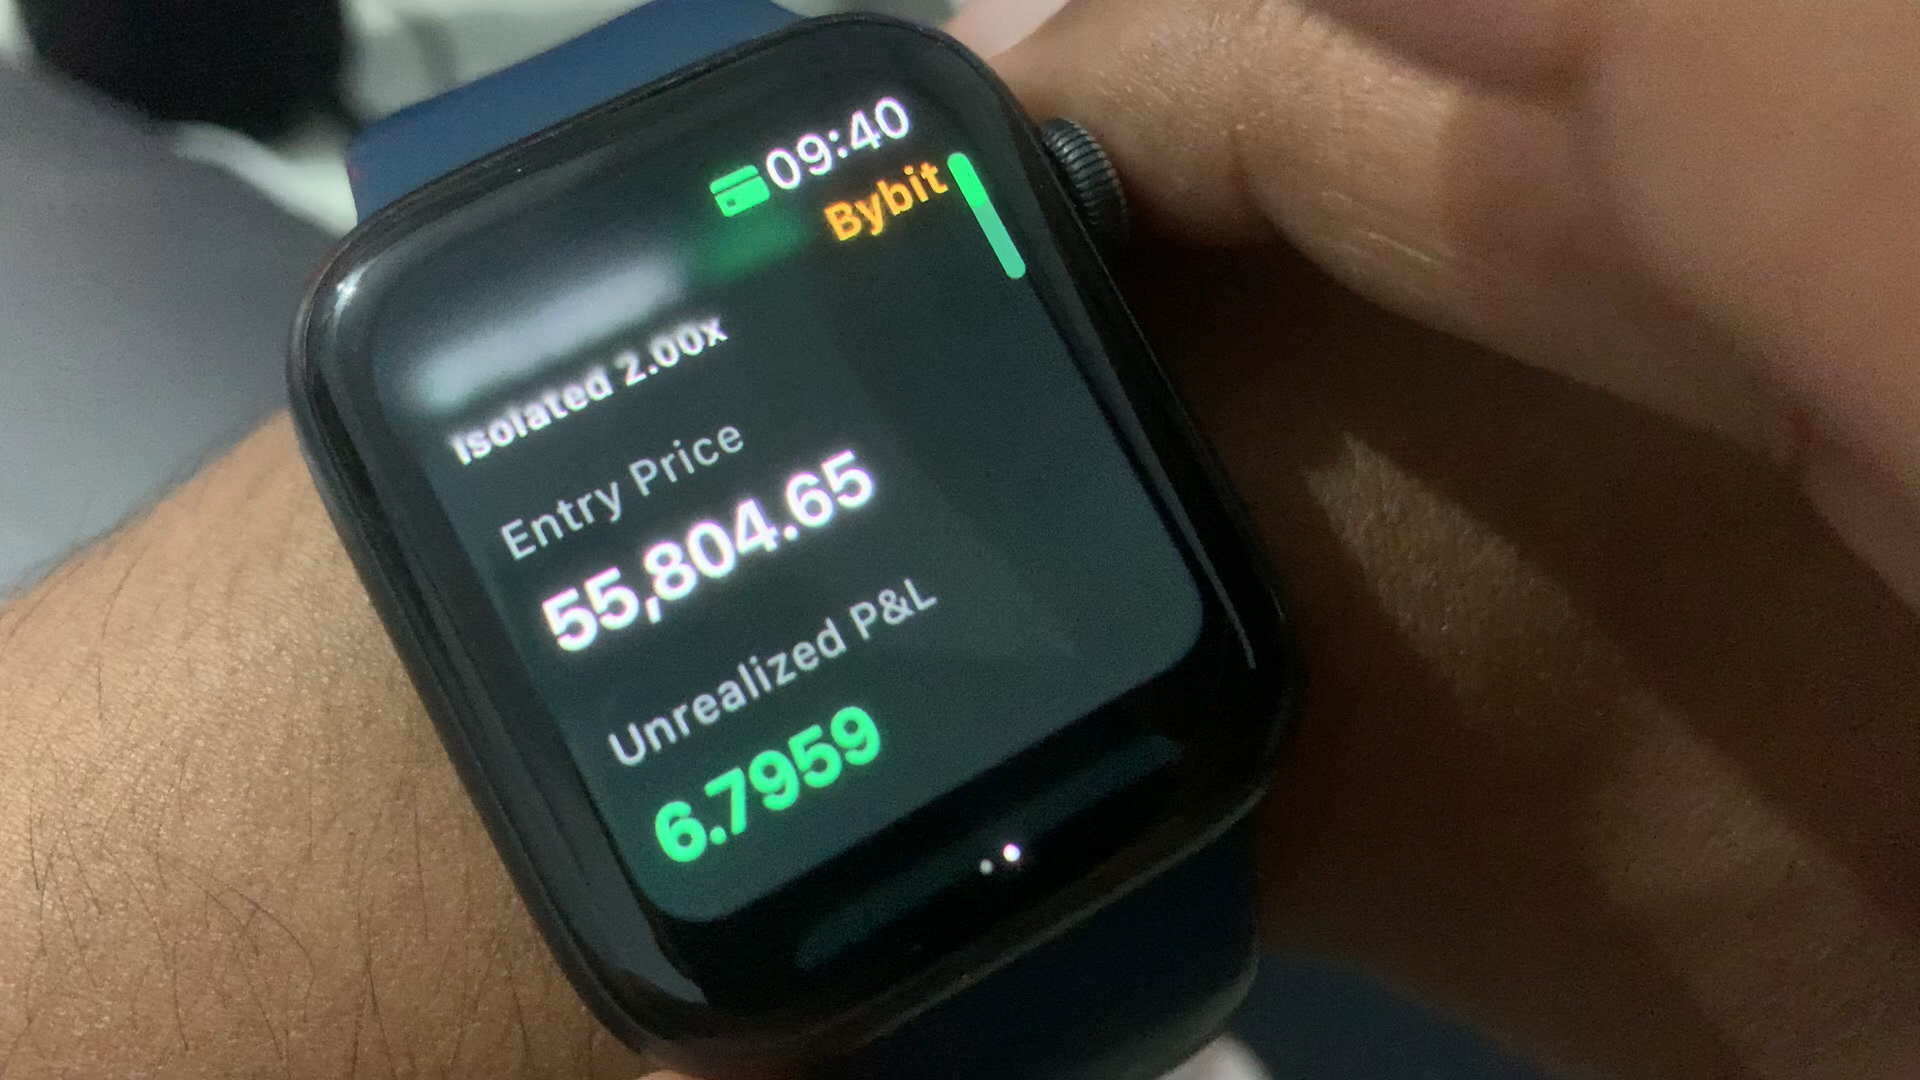 09:40
Bybit
Isolated 2.00x
Entry Price
55,804.65
Unrealized P&L
6.7959